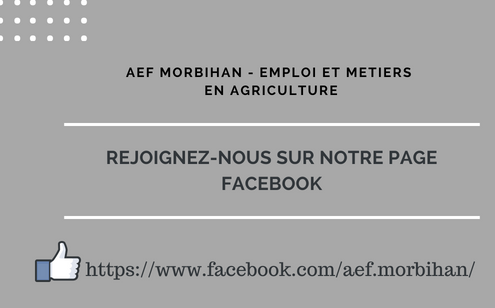 AEF MORBIHAN - EMPLOI ET METIERS
EN AGRICULTURE
REJOIGNEZ-NOUS SUR NOTRE PAGE
FACEBOOK
https://www.facebook.com/aef.morbihan/